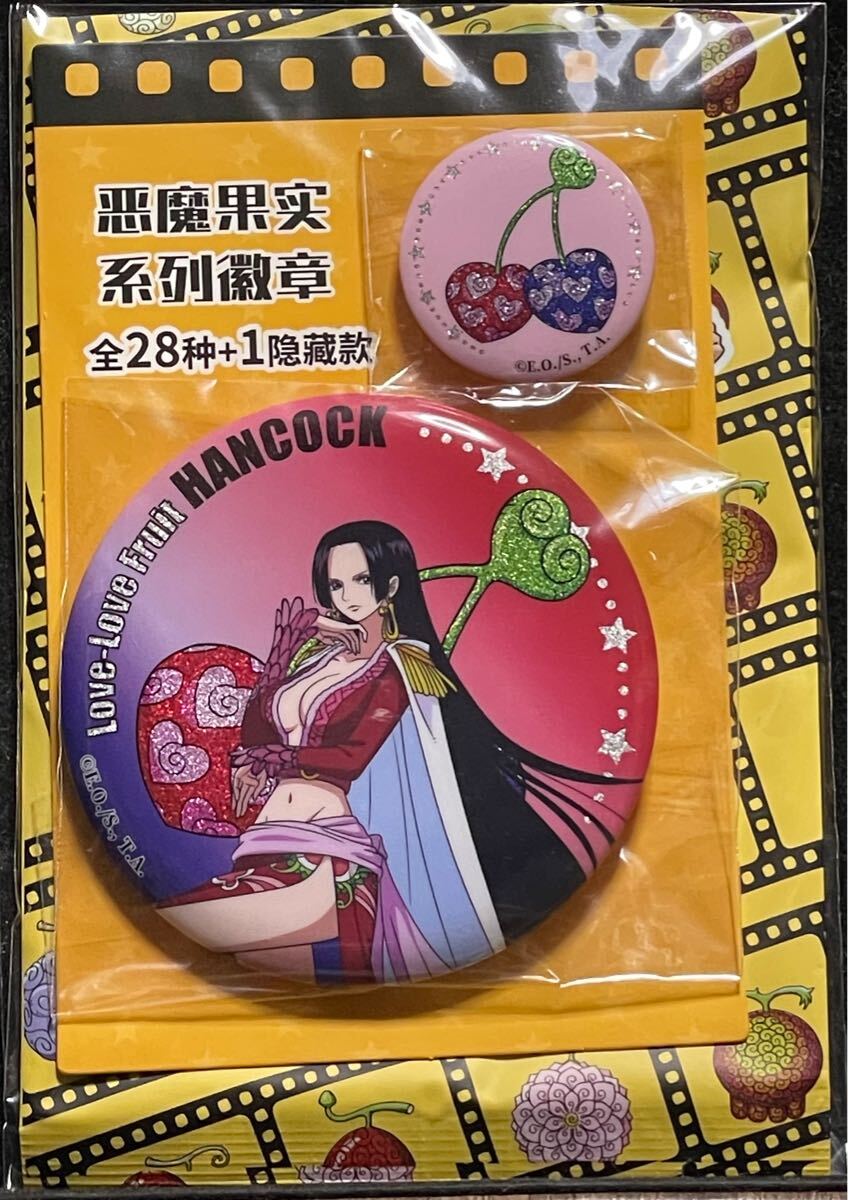 恶魔果实
系列徽章
全28种+1隐藏款
©E.O./S., T.A.
Love-Love Fruit HANCOCK
©E.O./S., T.A.